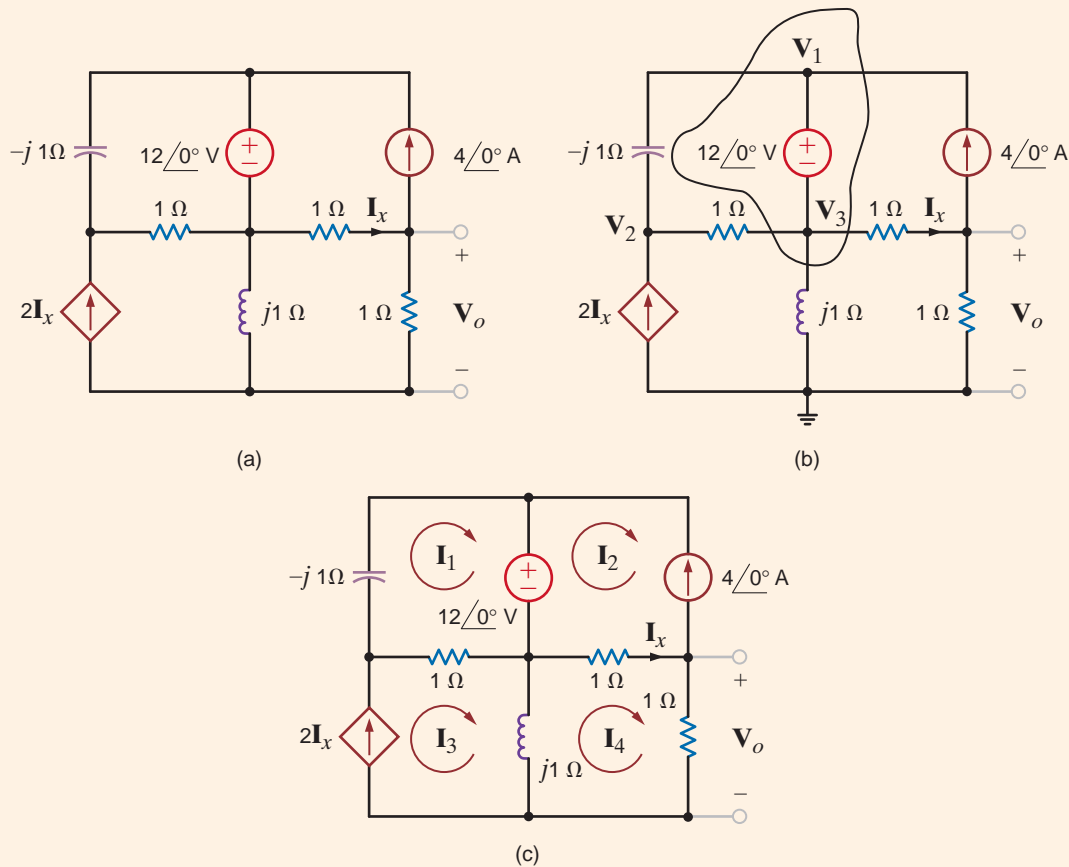 V1
−j 1Ω
12/0° V
+
−
4/0° A
1 Ω
1 Ω
Ix
+
2Ix
j1 Ω
1 Ω
Vo
−
(a)
−j 1Ω
12/0° V
+
−
4/0° A
1 Ω
V3
1 Ω
Ix
V2
+
2Ix
j1 Ω
1 Ω
Vo
−
(b)
I1
+
−
I2
−j 1Ω
4/0° A
12/0° V
Ix
1 Ω
1 Ω
+
1 Ω
2Ix
I3
I4
Vo
j1 Ω
−
(c)